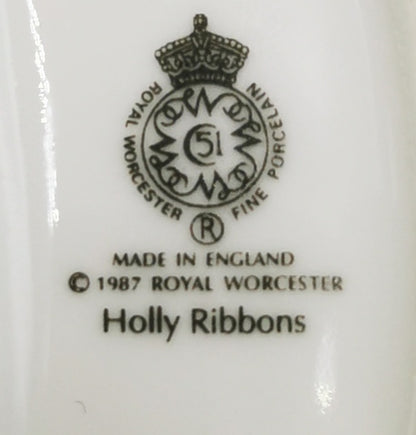 ROYAL WORCESTER
FINE PORCELAIN
51
®
MADE IN ENGLAND
© 1987 ROYAL WORCESTER
Holly Ribbons